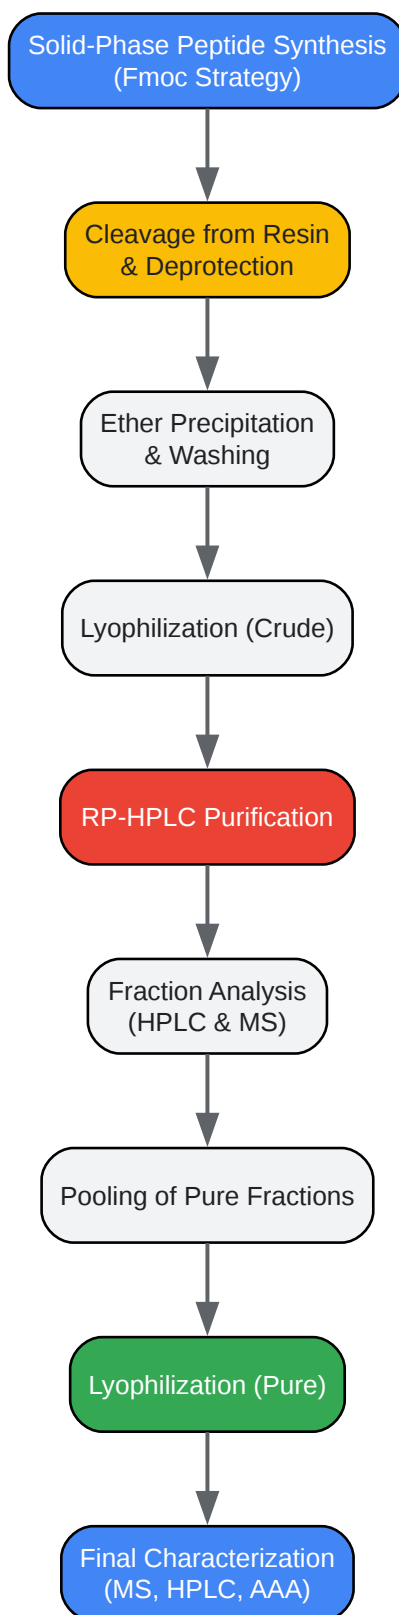 Solid-Phase Peptide Synthesis
(Fmoc Strategy)
Cleavage from Resin
& Deprotection
Ether Precipitation
& Washing
Lyophilization (Crude)
RP-HPLC Purification
Fraction Analysis
(HPLC & MS)
Pooling of Pure Fractions
Lyophilization (Pure)
Final Characterization
(MS, HPLC, AAA)